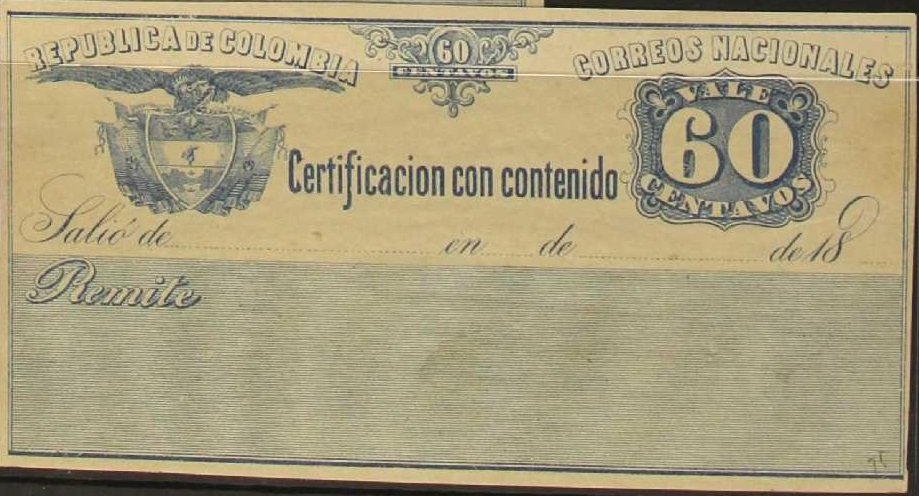 REPUBLICA DE COLOMBIA
60
CENTAVOS
CORREOS NACIONALES
VALE
60
CENTAVOS
Certificacion con contenido
Salió de en de de 18
Remite